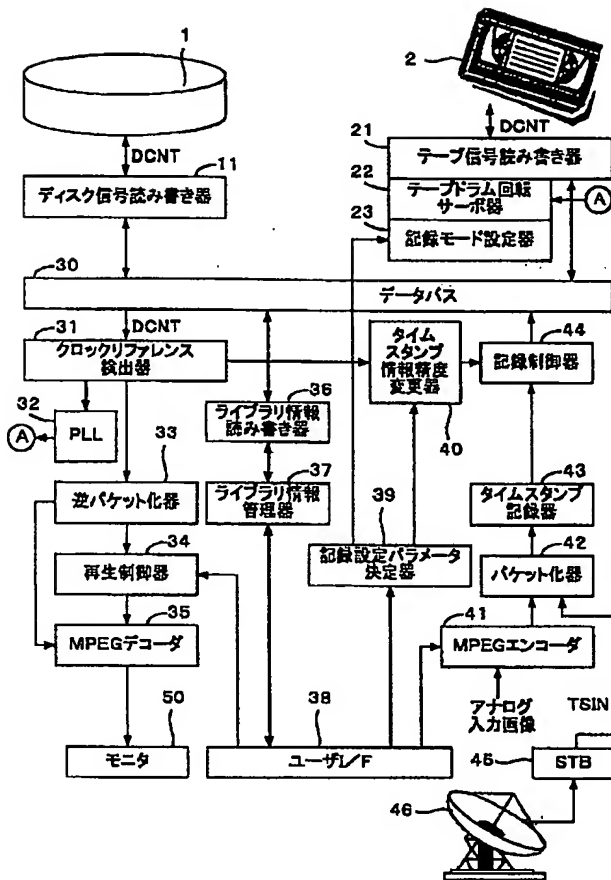 1
2
DCNT
DCNT
11
21
ディスク信号読み書き器
テープ信号読み書き器
22
テープドラム回転
サーボ器
A
23
記録モード設定器
30
データバス
DCNT
31
クロックリファレンス
検出器
タイム
スタンプ
情報精度
変更器
44
記録制御器
32
PLL
A
36
ライブラリ情報
読み書き器
40
33
逆パケット化器
37
ライブラリ情報
管理器
39
記録設定パラメータ
決定器
43
タイムスタンプ
記録器
34
再生制御器
42
パケット化器
35
MPEGデコーダ
41
MPEGエンコーダ
アナログ
入力画像
TSIN
50
モニタ
38
ユーザI/F
45
STB
46